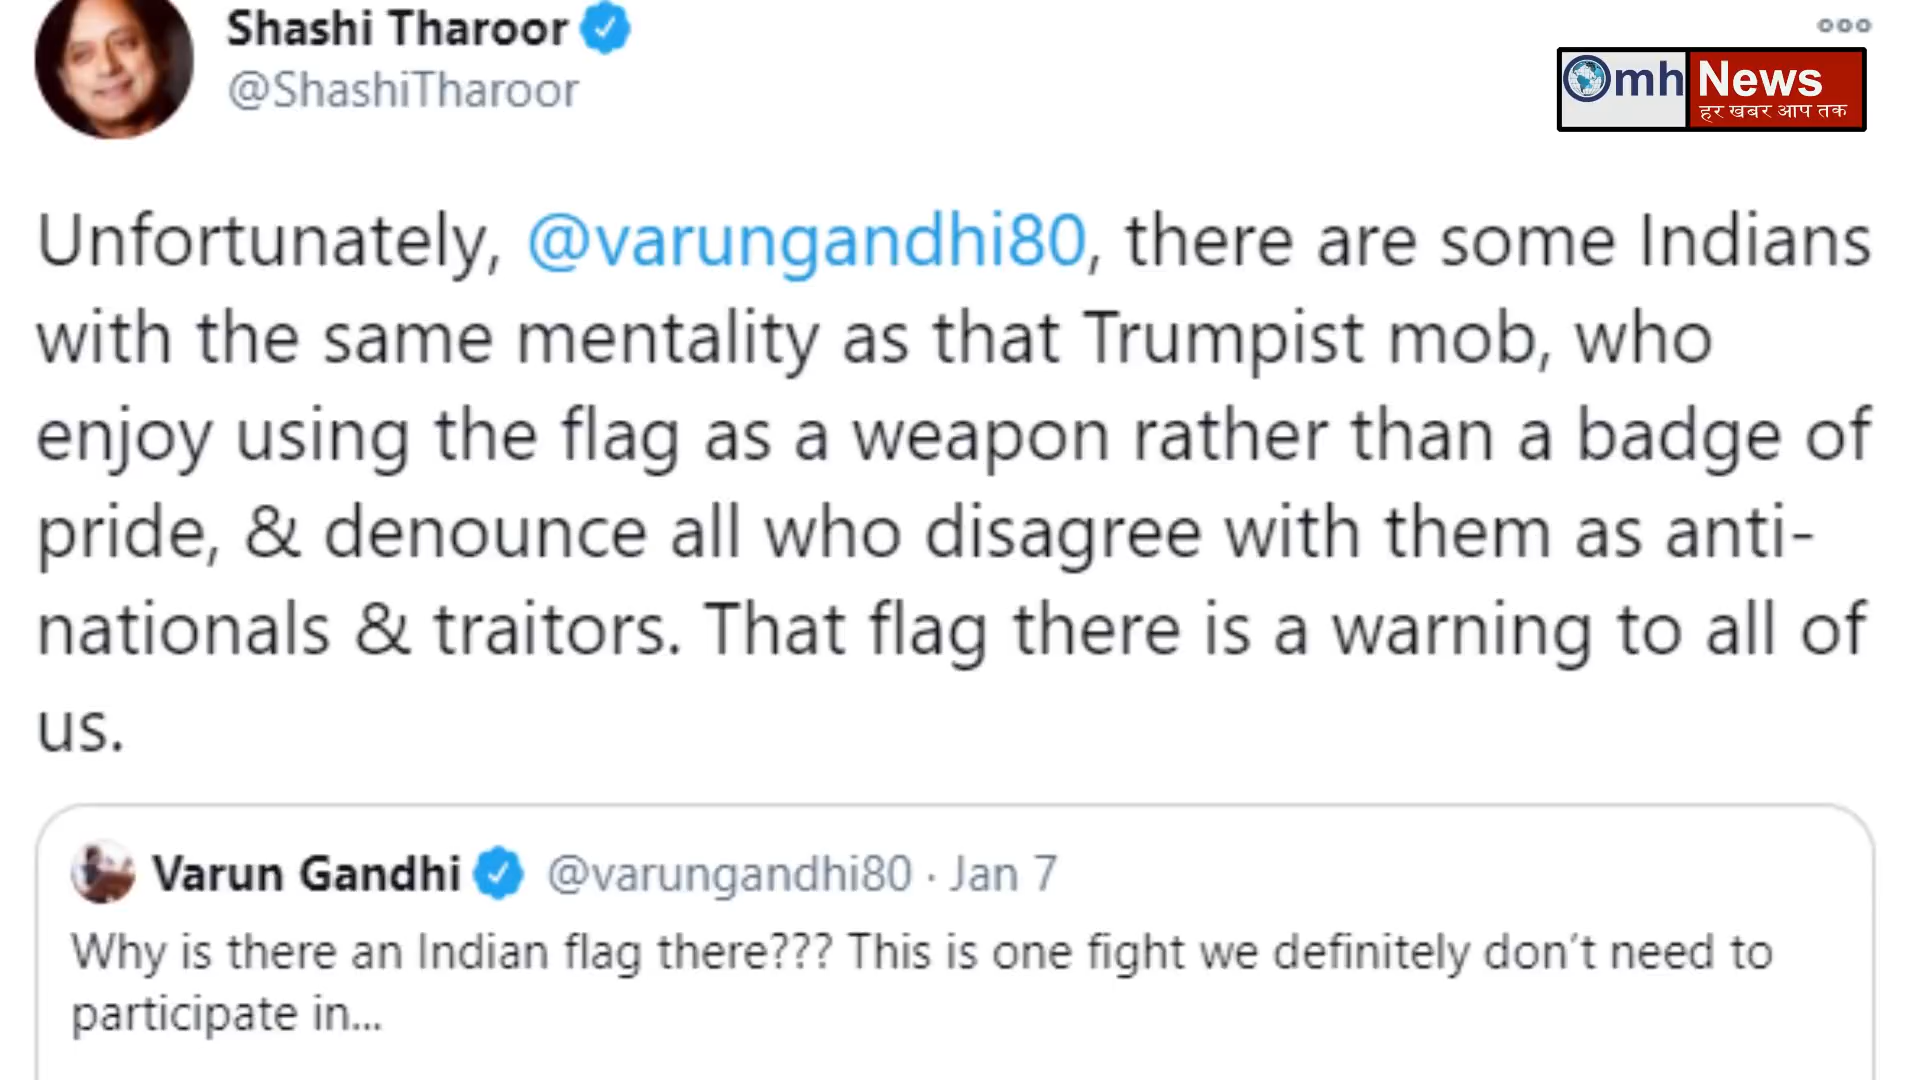 Shashi Tharoor
@ShashiTharoor
mh News
हर खबर आप तक
Unfortunately, @varungandhi80, there are some Indians
with the same mentality as that Trumpist mob, who
enjoy using the flag as a weapon rather than a badge of
pride, & denounce all who disagree with them as anti-
nationals & traitors. That flag there is a warning to all of
us.
Varun Gandhi @varungandhi80 · Jan 7
Why is there an Indian flag there??? This is one fight we definitely don't need to
participate in...